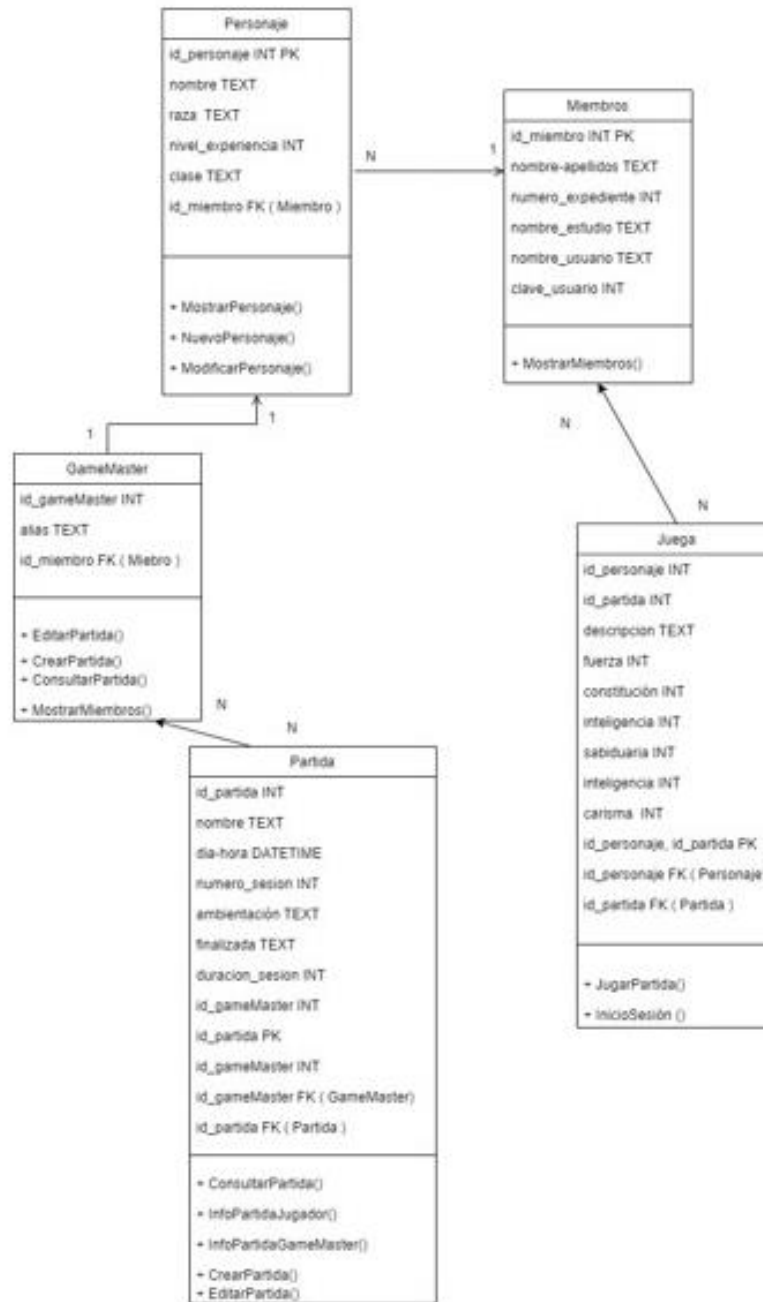 Personaje
id_personaje INT PK
nombre TEXT
raza TEXT
nivel_experiencia INT
clase TEXT
id_miembro FK ( Miembro )
+ MostrarPersonaje()
+ NuevoPersonaje()
+ ModificarPersonaje()
N
1
Miembros
id_miembro INT PK
nombre-apellidos TEXT
numero_expediente INT
nombre_estudio TEXT
nombre_usuario TEXT
clave_usuario INT
+ MostrarMiembros()
1
1
GameMaster
id_gameMaster INT
alias TEXT
id_miembro FK ( Miebro )
+ EditarPartida()
+ CrearPartida()
+ ConsultarPartida()
+ MostrarMiembros()
N
N
Juega
id_personaje INT
id_partida INT
descripcion TEXT
fuerza INT
constitución INT
inteligencia INT
sabiduaria INT
inteligencia INT
carisma INT
id_personaje, id_partida PK
id_personaje FK ( Personaje
id_partida FK ( Partida )
+ JugarPartida()
+ InicioSesión ()
N
N
Partida
id_partida INT
nombre TEXT
dia-hora DATETIME
numero_sesion INT
ambientación TEXT
finalizada TEXT
duracion_sesion INT
id_gameMaster INT
id_partida PK
id_gameMaster INT
id_gameMaster FK ( GameMaster)
id_partida FK ( Partida )
+ ConsultarPartida()
+ InfoPartidaJugador()
+ InfoPartidaGameMaster()
+ CrearPartida()
+ EditarPartida()